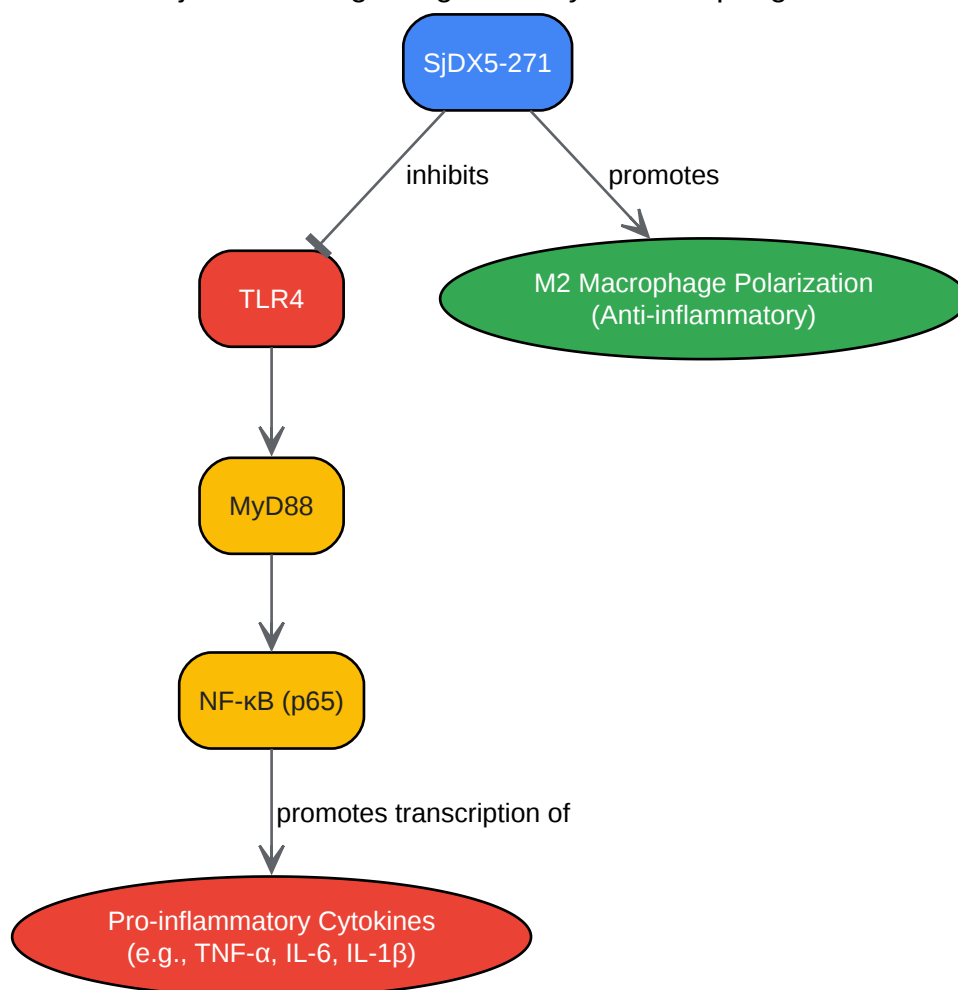 SjDX5-271
inhibits
promotes
TLR4
M2 Macrophage Polarization
(Anti-inflammatory)
MyD88
NF-κB (p65)
promotes transcription of
Pro-inflammatory Cytokines
(e.g., TNF-α, IL-6, IL-1β)